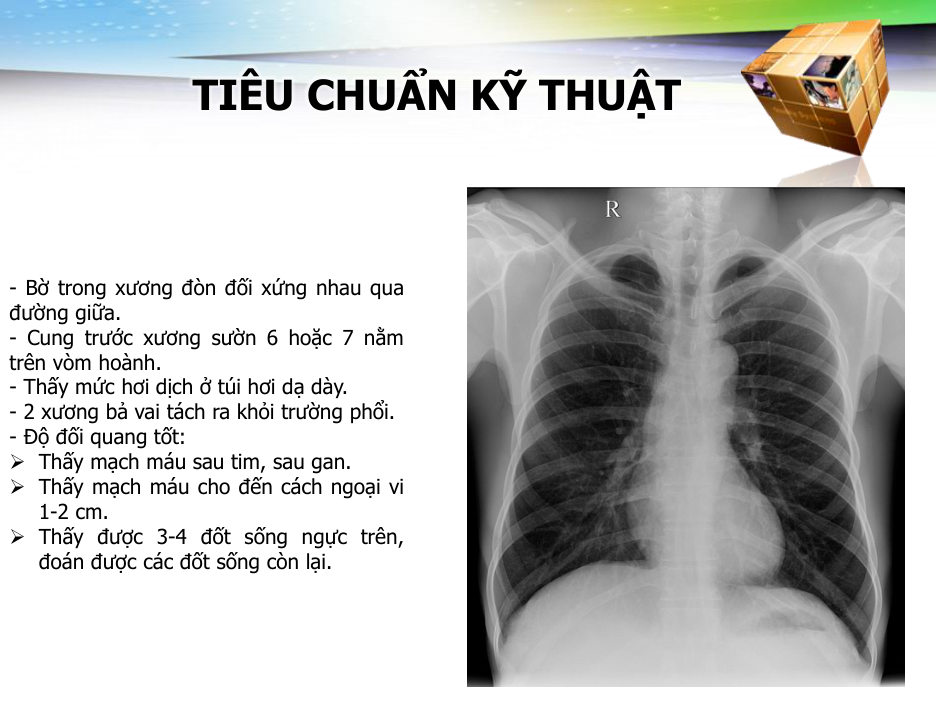 TIÊU CHUẨN KỸ THUẬT
R
- Bờ trong xương đòn đối xứng nhau qua
đường giữa.
- Cung trước xương sườn 6 hoặc 7 nằm
trên vòm hoành.
- Thấy mức hơi dịch ở túi hơi dạ dày.
- 2 xương bả vai tách ra khỏi trường phổi.
- Độ đối quang tốt:
➢ Thấy mạch máu sau tim, sau gan.
➢ Thấy mạch máu cho đến cách ngoại vi
1-2 cm.
➢ Thấy được 3-4 đốt sống ngực trên,
đoán được các đốt sống còn lại.